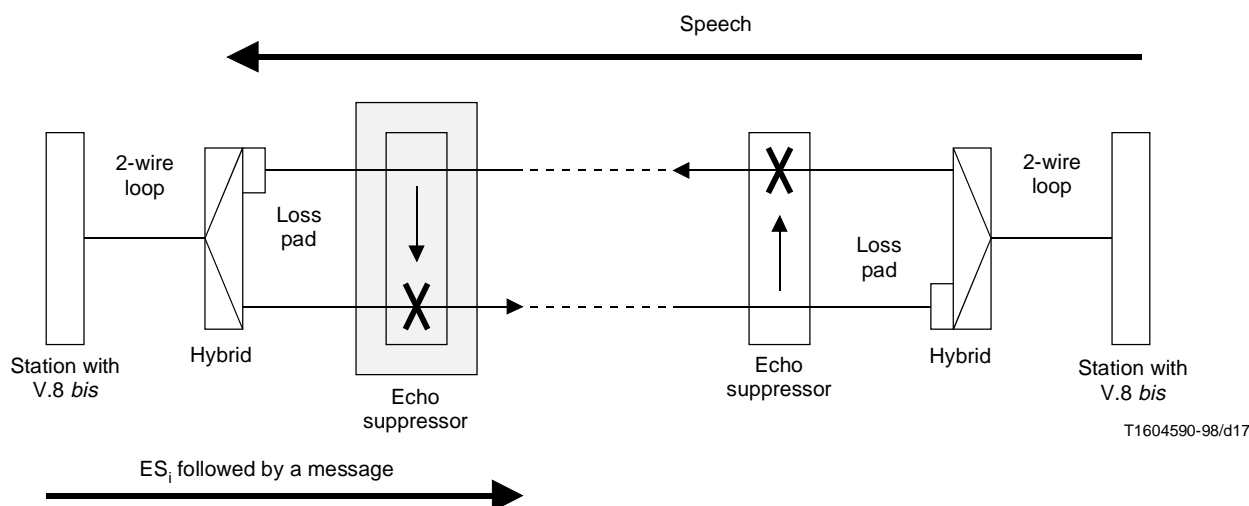 Speech
2-wire
loop
2-wire
loop
Loss
pad
Loss
pad
Hybrid
Echo
suppressor
Echo
suppressor
Hybrid
Station with
V.8 bis
Station with
V.8 bis
T1604590-98/d17
ESi followed by a message